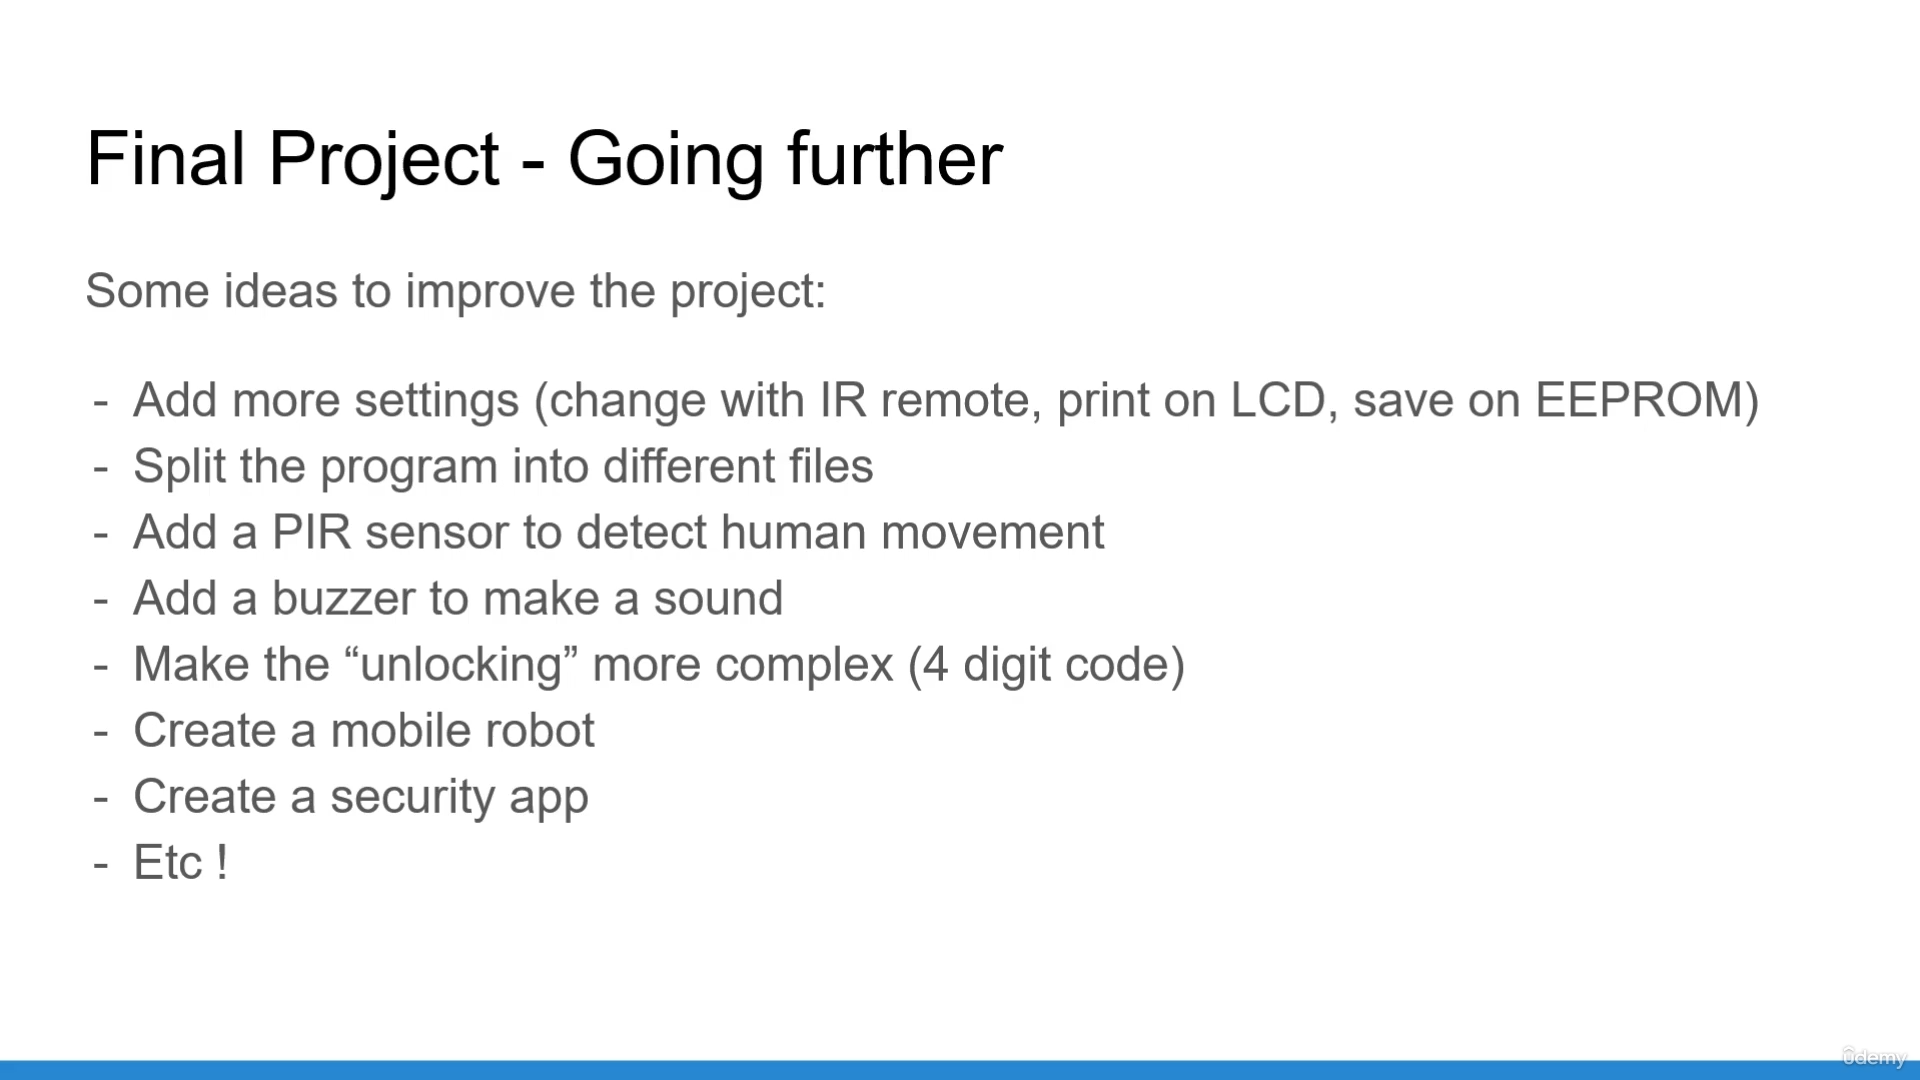 Final Project - Going further
Some ideas to improve the project:
- Add more settings (change with IR remote, print on LCD, save on EEPROM)
- Split the program into different files
- Add a PIR sensor to detect human movement
- Add a buzzer to make a sound
- Make the “unlocking” more complex (4 digit code)
- Create a mobile robot
- Create a security app
- Etc !
ûdemy